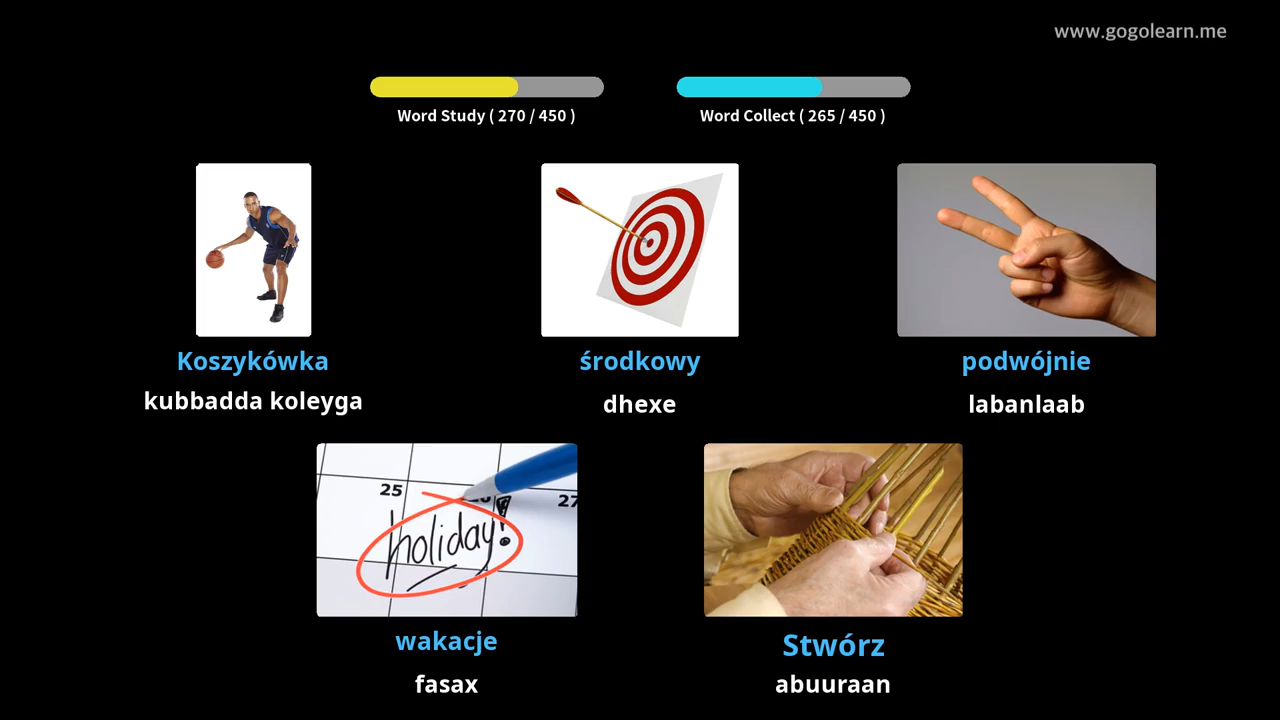 www.gogolearn.me
Word Study ( 270 / 450 )
Word Collect ( 265 / 450 )
Koszykówka
kubbadda koleyga
środkowy
dhexe
podwójnie
labanlaab
25
27
holiday!
wakacje
fasax
Stwórz
abuuraan